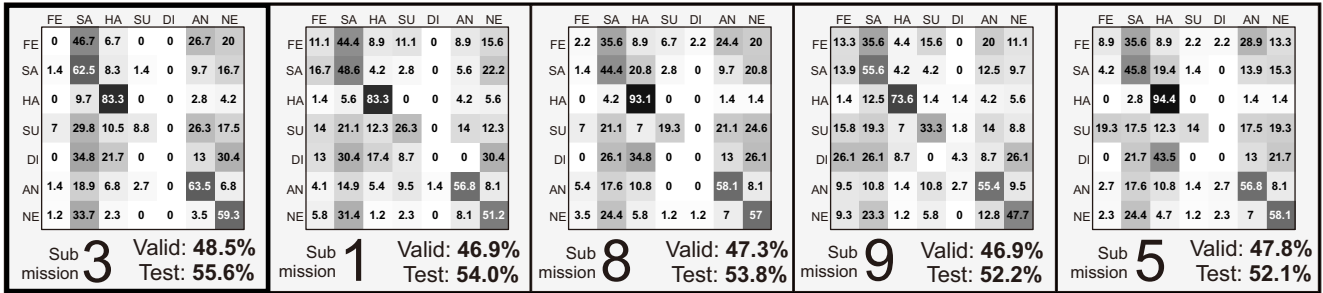 FE SA HA SU DI AN NE
FE 0 46.7 6.7 0 0 26.7 20
SA 1.4 62.5 8.3 1.4 0 9.7 16.7
HA 0 9.7 83.3 0 0 2.8 4.2
SU 7 29.8 10.5 8.8 0 26.3 17.5
DI 0 34.8 21.7 0 0 13 30.4
AN 1.4 18.9 6.8 2.7 0 63.5 6.8
NE 1.2 33.7 2.3 0 0 3.5 59.3
Sub mission 3
Valid: 48.5%
Test: 55.6%
FE SA HA SU DI AN NE
FE 11.1 44.4 8.9 11.1 0 8.9 15.6
SA 16.7 48.6 4.2 2.8 0 5.6 22.2
HA 1.4 5.6 83.3 0 0 4.2 5.6
SU 14 21.1 12.3 26.3 0 14 12.3
DI 13 30.4 17.4 8.7 0 0 30.4
AN 4.1 14.9 5.4 9.5 1.4 56.8 8.1
NE 5.8 31.4 1.2 2.3 0 8.1 51.2
Sub mission 1
Valid: 46.9%
Test: 54.0%
FE SA HA SU DI AN NE
FE 2.2 35.6 8.9 6.7 2.2 24.4 20
SA 1.4 44.4 20.8 2.8 0 9.7 20.8
HA 0 4.2 93.1 0 0 1.4 1.4
SU 7 21.1 7 19.3 0 21.1 24.6
DI 0 26.1 34.8 0 0 13 26.1
AN 5.4 17.6 10.8 0 0 58.1 8.1
NE 3.5 24.4 5.8 1.2 1.2 7 57
Sub mission 8
Valid: 47.3%
Test: 53.8%
FE SA HA SU DI AN NE
FE 13.3 35.6 4.4 15.6 0 20 11.1
SA 13.9 55.6 4.2 4.2 0 12.5 9.7
HA 1.4 12.5 73.6 1.4 1.4 4.2 5.6
SU 15.8 19.3 7 33.3 1.8 14 8.8
DI 26.1 26.1 8.7 0 4.3 8.7 26.1
AN 9.5 10.8 1.4 10.8 2.7 55.4 9.5
NE 9.3 23.3 1.2 5.8 0 12.8 47.7
Sub mission 9
Valid: 46.9%
Test: 52.2%
FE SA HA SU DI AN NE
FE 8.9 35.6 8.9 2.2 2.2 28.9 13.3
SA 4.2 45.8 19.4 1.4 0 13.9 15.3
HA 0 2.8 94.4 0 0 1.4 1.4
SU 19.3 17.5 12.3 14 0 17.5 19.3
DI 0 21.7 43.5 0 0 13 21.7
AN 2.7 17.6 10.8 1.4 2.7 56.8 8.1
NE 2.3 24.4 4.7 1.2 2.3 7 58.1
Sub mission 5
Valid: 47.8%
Test: 52.1%